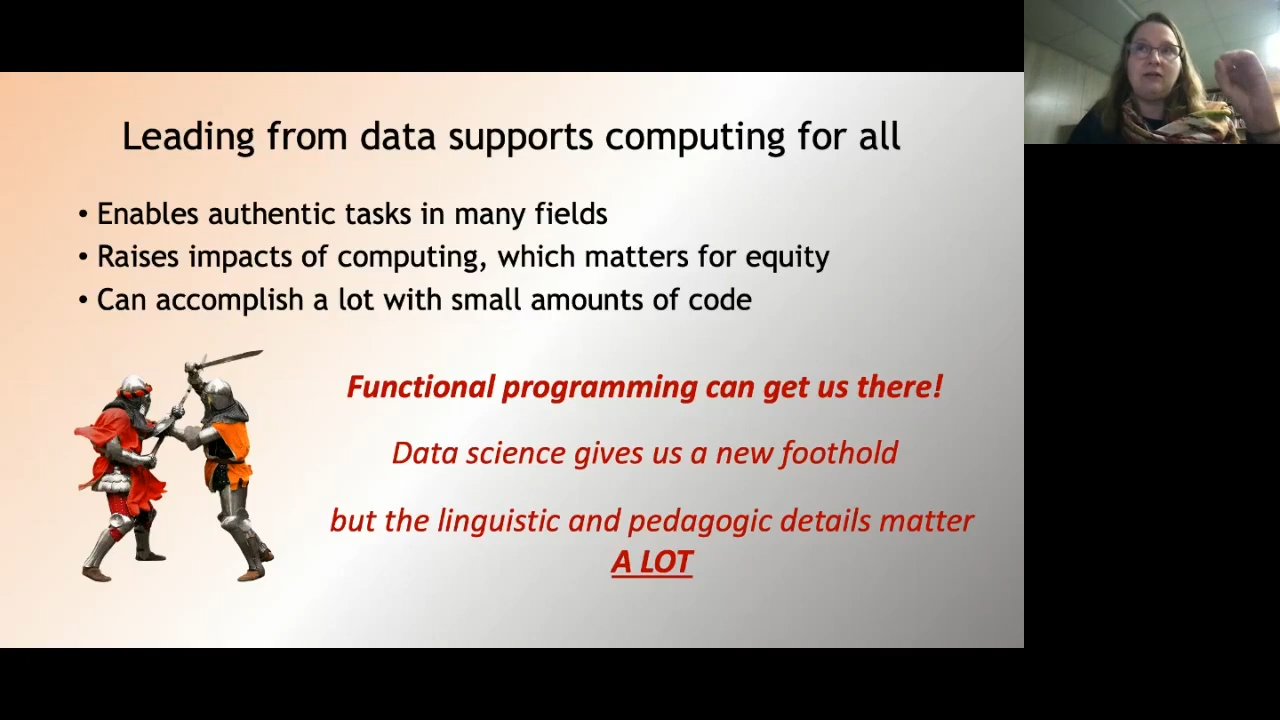 Leading from data supports computing for all
• Enables authentic tasks in many fields
• Raises impacts of computing, which matters for equity
• Can accomplish a lot with small amounts of code
Functional programming can get us there!
Data science gives us a new foothold
but the linguistic and pedagogic details matter
A LOT